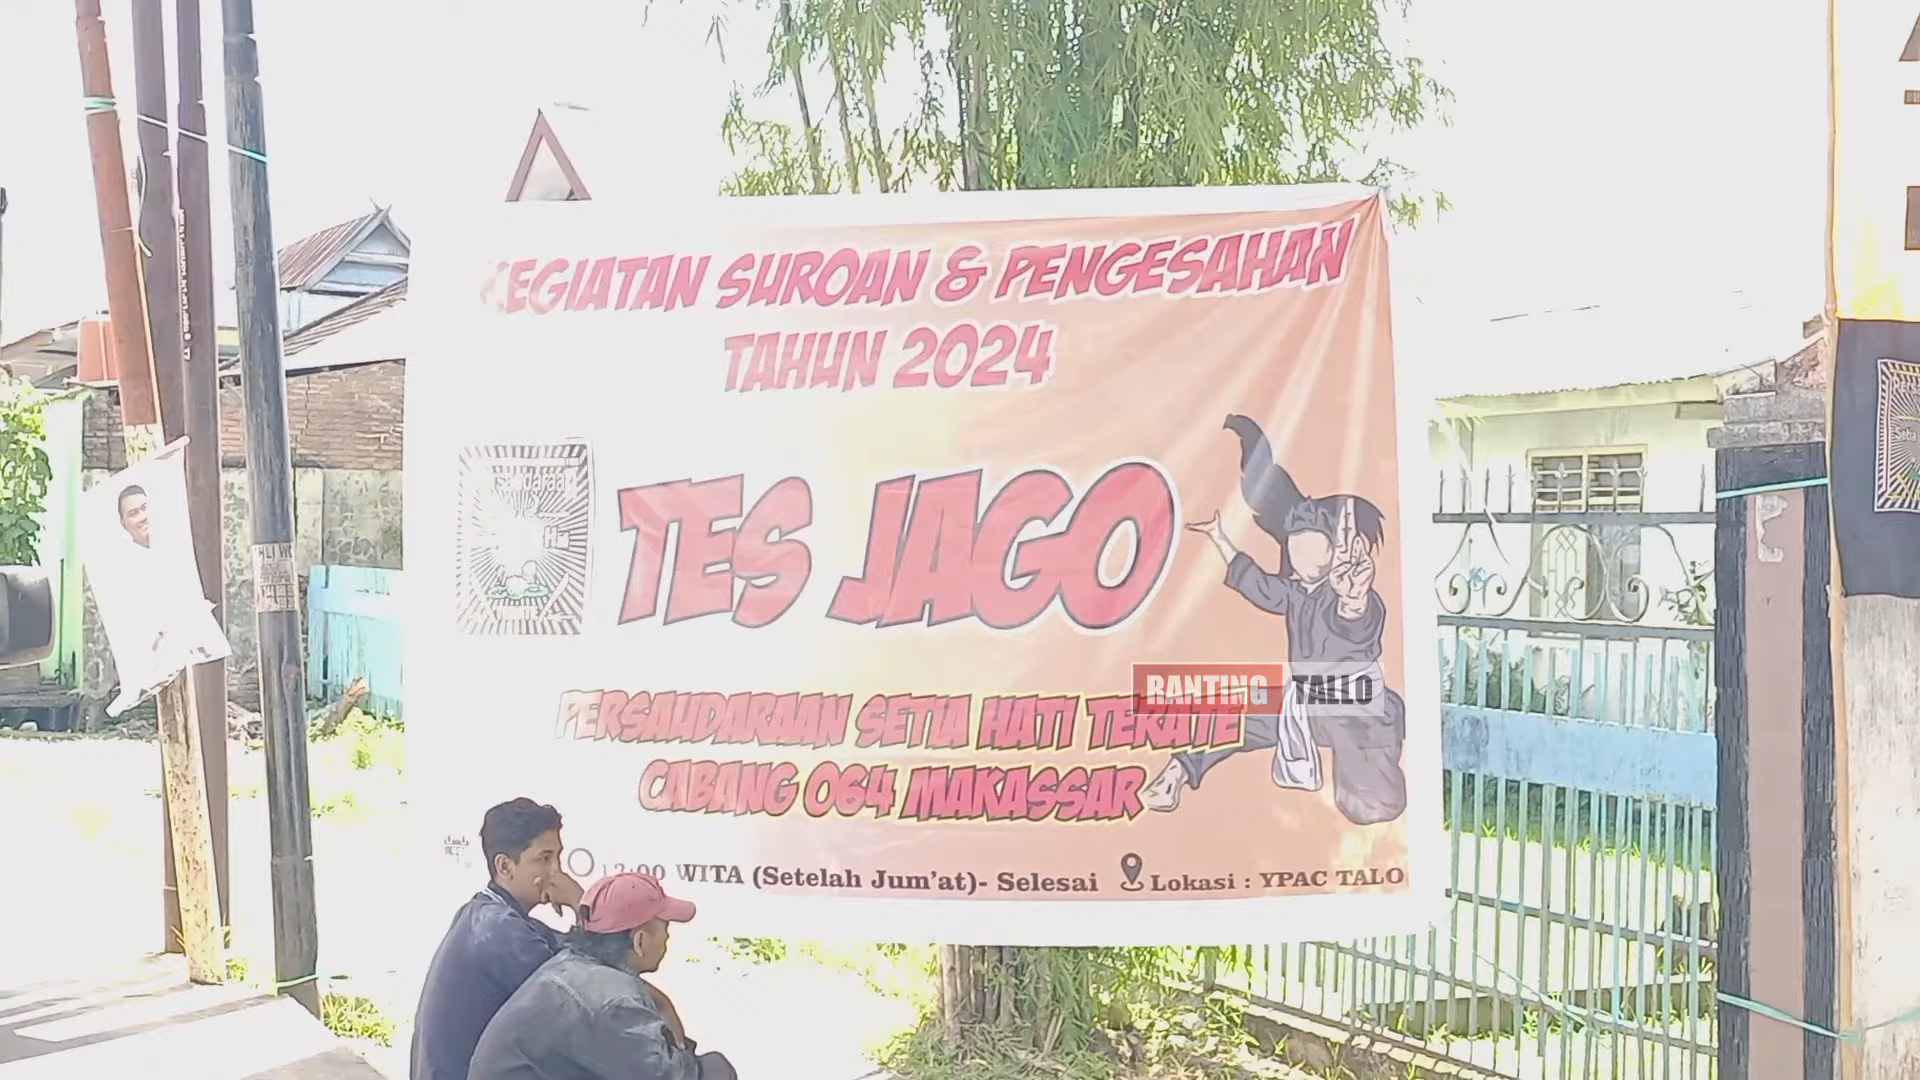 KEGIATAN SUROAN & PENGESAHAN
TAHUN 2024
TES JAGO
RANTING TALLO
PERSAUDARAAN SETIA HATI TERATE
CABANG 064 MAKASSAR
WITA (Setelah Jum'at)- Selesai
Lokasi : YPAC TALO